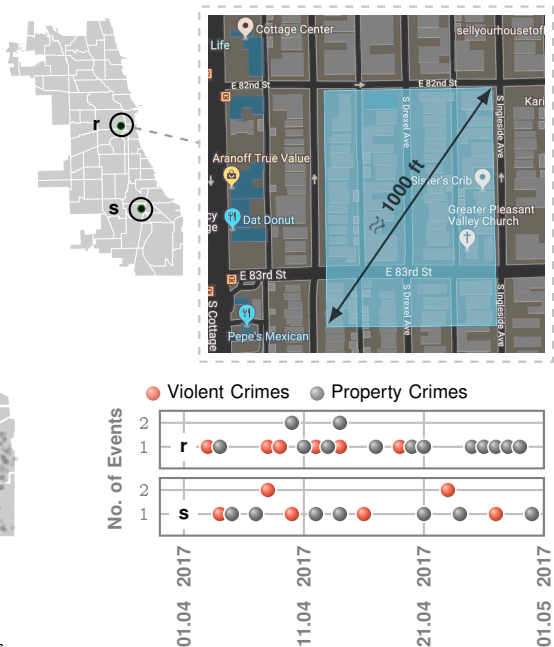 r
s
Cottage Center
Life
sellyourhousetofl
E 82nd St
E 82nd St
S Drexel Ave
S Ingleside Ave
Kari
Aranoff True Value
≈ 1000 ft
Sister's Crib
Dat Donut
cy
ge
Greater Pleasant
Valley Church
E 83rd St
E 83rd St
S Cottage
S Drexel Ave
S Ingleside Ave
Pepe's Mexican
Violent Crimes
Property Crimes
No. of Events
2
1
r
2
1
s
01.04 2017
11.04 2017
21.04 2017
01.05 2017